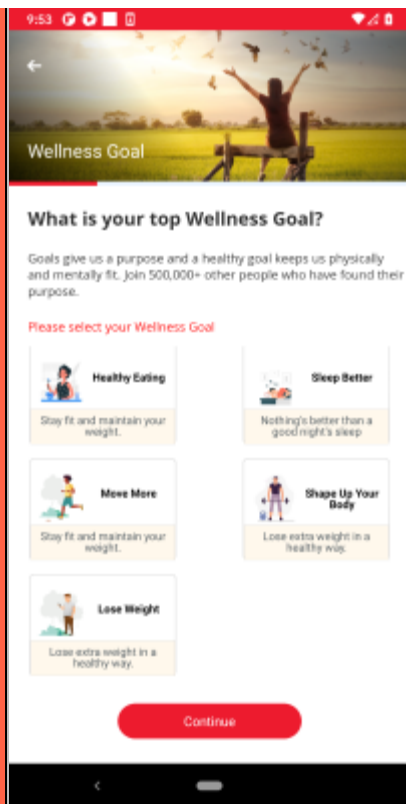 9:53
Wellness Goal
What is your top Wellness Goal?
Goals give us a purpose and a healthy goal keeps us physically
and mentally fit. Join 500,000+ other people who have found their
purpose.
Please select your Wellness Goal
Healthy Eating
Stay fit and maintain your
weight.
Sleep Better
Nothing's better than a
good night's sleep
Move More
Stay fit and maintain your
weight.
Shape Up Your
Body
Lose extra weight in a
healthy way.
Lose Weight
Lose extra weight in a
healthy way.
Continue